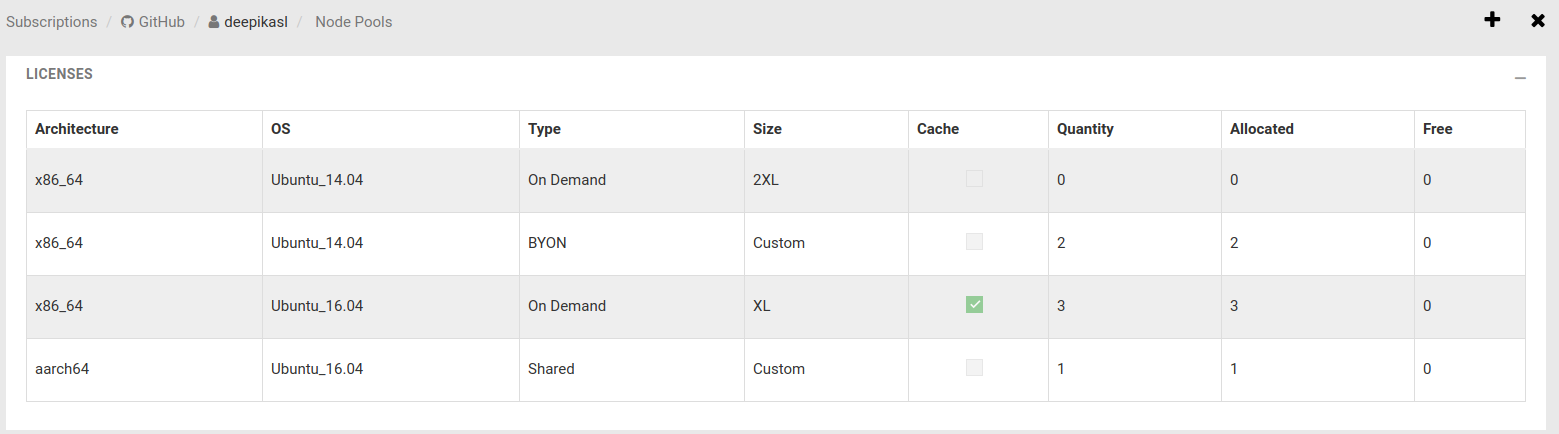 Subscriptions / GitHub / deepikasl / Node Pools
LICENSES
Architecture OS Type Size Cache Quantity Allocated Free
x86_64 Ubuntu_14.04 On Demand 2XL 0 0 0
x86_64 Ubuntu_14.04 BYON Custom 2 2 0
x86_64 Ubuntu_16.04 On Demand XL 3 3 0
aarch64 Ubuntu_16.04 Shared Custom 1 1 0